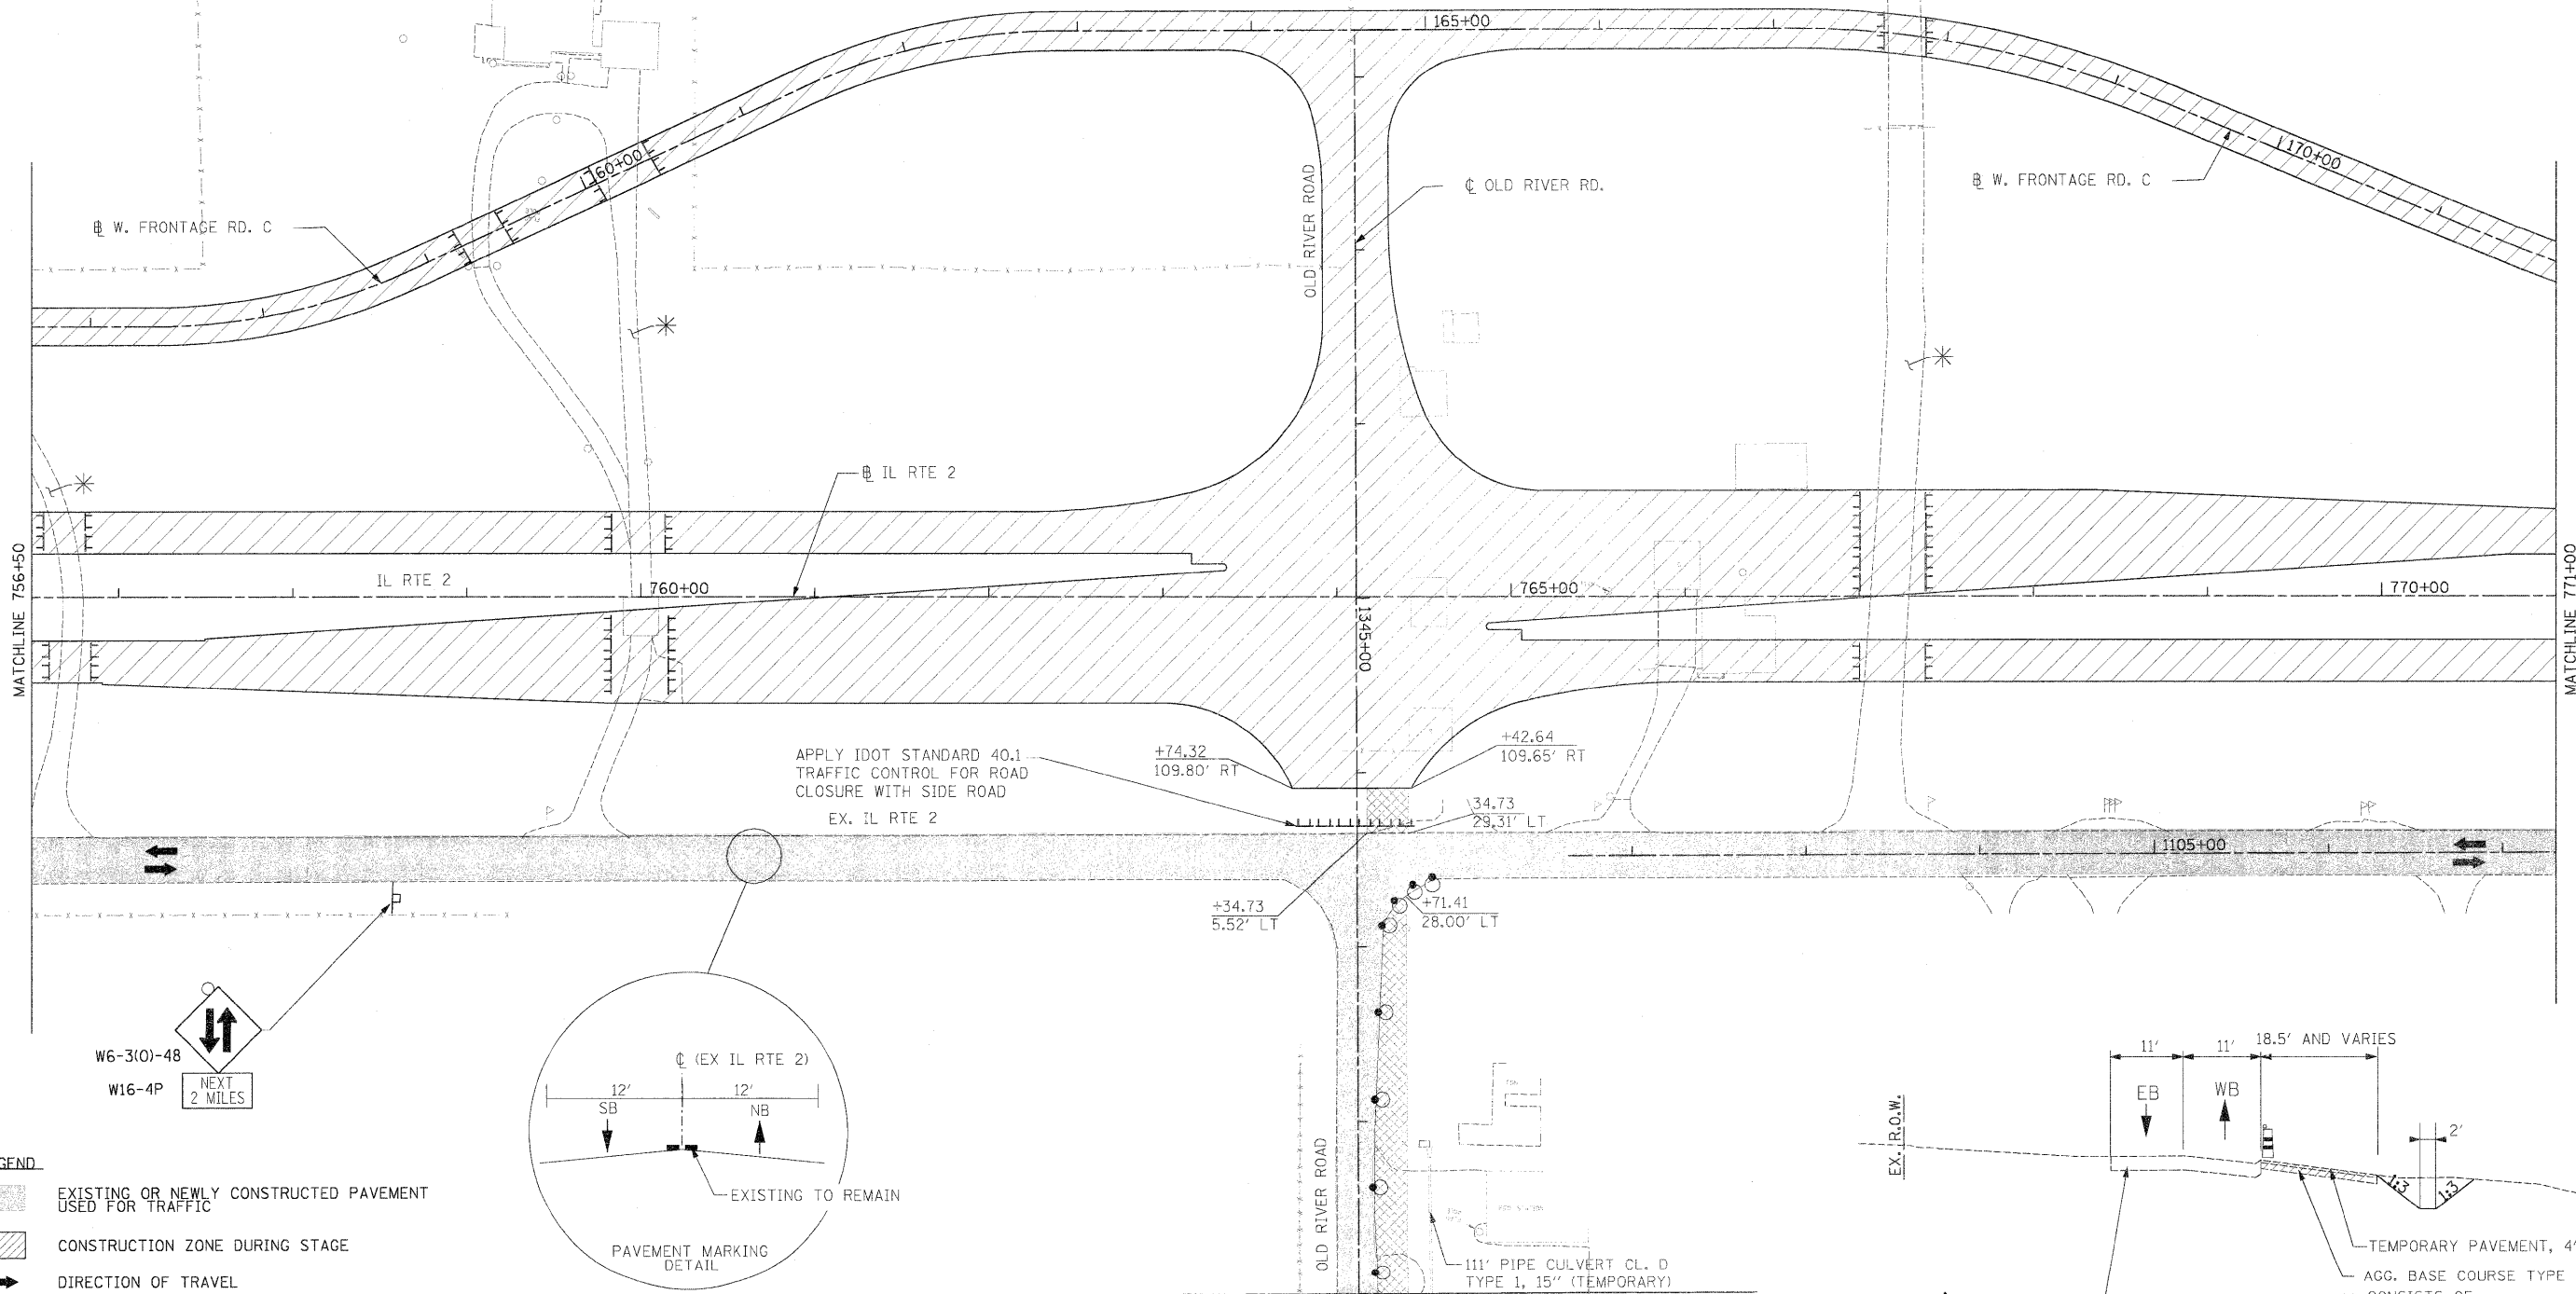 165+00
160+00
170+00
℄ OLD RIVER RD.
B W. FRONTAGE RD. C
B W. FRONTAGE RD. C
OLD RIVER ROAD
B IL RTE 2
IL RTE 2
760+00
765+00
770+00
MATCHLINE 756+50
MATCHLINE 771+00
1345+00
APPLY IDOT STANDARD 40.1
TRAFFIC CONTROL FOR ROAD
CLOSURE WITH SIDE ROAD
+74.32
109.80' RT
+42.64
109.65' RT
34.73
29.31' LT
EX. IL RTE 2
1105+00
+34.73
5.52' LT
+71.41
28.00' LT
W6-3(O)-48
W16-4P
NEXT
2 MILES
℄ (EX IL RTE 2)
12'
12'
SB
NB
EXISTING TO REMAIN
PAVEMENT MARKING
DETAIL
OLD RIVER ROAD
111' PIPE CULVERT CL. D
TYPE 1, 15" (TEMPORARY)
EX. R.O.W.
11'
11'
18.5' AND VARIES
EB
WB
2'
1:3
1:3
TEMPORARY PAVEMENT, 4"
AGG. BASE COURSE TYPE
CONSISTS OF
GEND
EXISTING OR NEWLY CONSTRUCTED PAVEMENT
USED FOR TRAFFIC
CONSTRUCTION ZONE DURING STAGE
DIRECTION OF TRAVEL